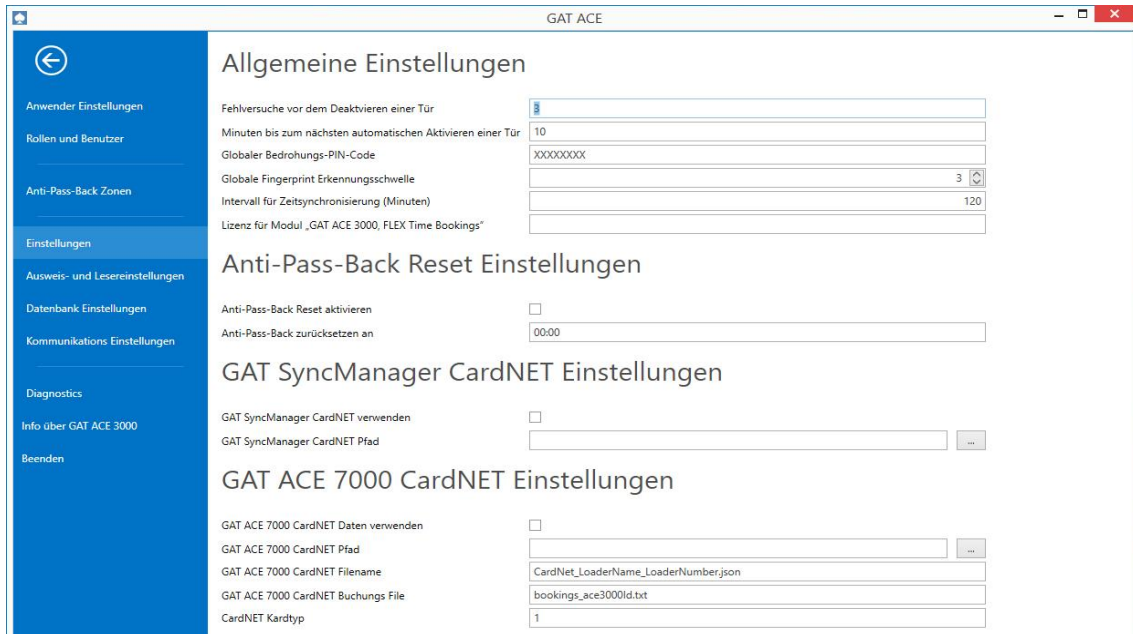 GAT ACE
Anwender Einstellungen
Rollen und Benutzer
Anti-Pass-Back Zonen
Einstellungen
Ausweis- und Lesereinstellungen
Datenbank Einstellungen
Kommunikations Einstellungen
Diagnostics
Info über GAT ACE 3000
Beenden
Allgemeine Einstellungen
Fehlversuche vor dem Deaktvieren einer Tür 3
Minuten bis zum nächsten automatischen Aktivieren einer Tür 10
Globaler Bedrohungs-PIN-Code XXXXXXXX
Globale Fingerprint Erkennungsschwelle 3
Intervall für Zeitsynchronisierung (Minuten) 120
Lizenz für Modul „GAT ACE 3000, FLEX Time Bookings"
Anti-Pass-Back Reset Einstellungen
Anti-Pass-Back Reset aktivieren
Anti-Pass-Back zurücksetzen an 00:00
GAT SyncManager CardNET Einstellungen
GAT SyncManager CardNET verwenden
GAT SyncManager CardNET Pfad ...
GAT ACE 7000 CardNET Einstellungen
GAT ACE 7000 CardNET Daten verwenden
GAT ACE 7000 CardNET Pfad ...
GAT ACE 7000 CardNET Filename CardNet_LoaderName_LoaderNumber.json
GAT ACE 7000 CardNET Buchungs File bookings_ace3000ld.txt
CardNET Kardtyp 1